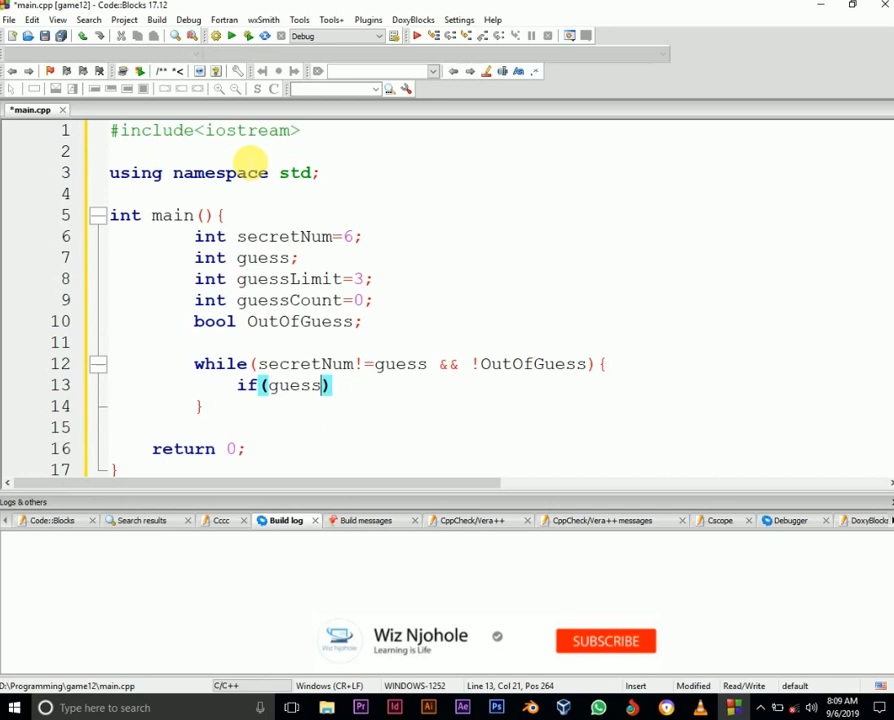 *main.cpp [game12] - Code::Blocks 17.12
File Edit View Search Project Build Debug Fortran wxSmith Tools Tools+ Plugins DoxyBlocks Settings Help
Debug
/** *<
S C
*main.cpp
1 #include<iostream>
2
3 using namespace std;
4
5 int main(){
6 int secretNum=6;
7 int guess;
8 int guessLimit=3;
9 int guessCount=0;
10 bool OutOfGuess;
11
12 while(secretNum!=guess && !OutOfGuess){
13 if(guess)
14 }
15
16 return 0;
17 }
Logs & others
Code::Blocks Search results Cccc Build log Build messages CppCheck/Vera++ CppCheck/Vera++ messages Cscope Debugger DoxyBlocks
Wiz Njohole
Learning is Life
SUBSCRIBE
D:\Programming\game12\main.cpp C/C++ Windows (CR+LF) WINDOWS-1252 Line 13, Col 21, Pos 264 Insert Modified Read/Write default
Type here to search
Pr Id Ai Ae Ps
8:09 AM
9/6/2019